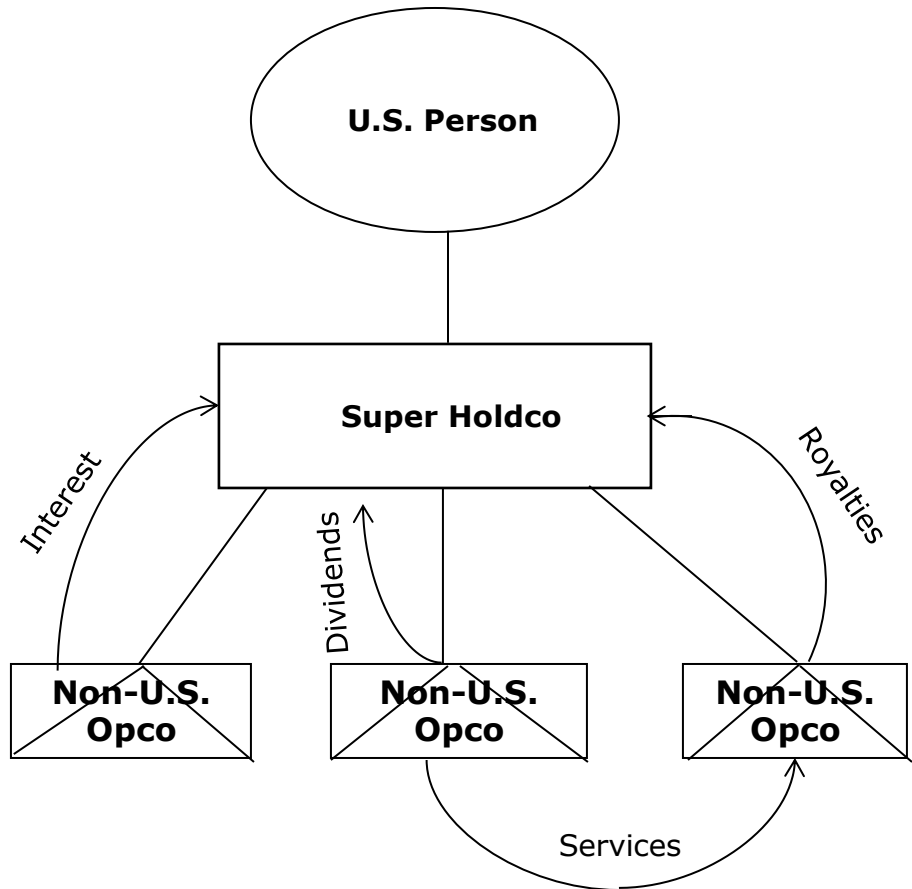 U.S. Person
Super Holdco
Interest
Dividends
Royalties
Non-U.S.
Opco
Non-U.S.
Opco
Non-U.S.
Opco
Services